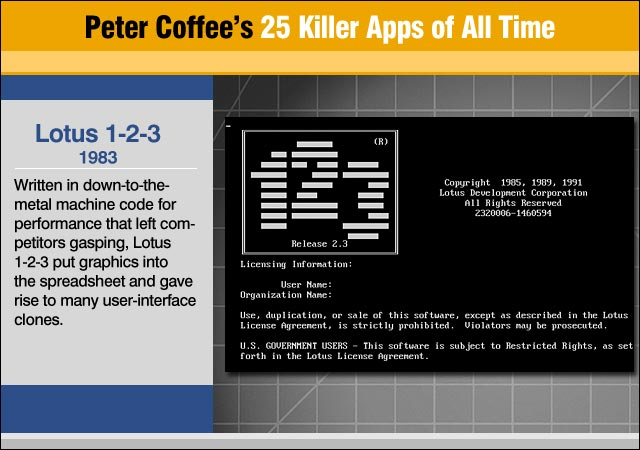 Peter Coffee's 25 Killer Apps of All Time
Lotus 1-2-3
1983
Written in down-to-the-
metal machine code for
performance that left com-
petitors gasping, Lotus
1-2-3 put graphics into
the spreadsheet and gave
rise to many user-interface
clones.
(R)
Release 2.3
Copyright 1985, 1989, 1991
Lotus Development Corporation
All Rights Reserved
2320006-1460594
Licensing Information:
User Name:
Organization Name:
Use, duplication, or sale of this software, except as described in the Lotus
License Agreement, is strictly prohibited. Violators may be prosecuted.
U.S. GOVERNMENT USERS - This software is subject to Restricted Rights, as set
forth in the Lotus License Agreement.